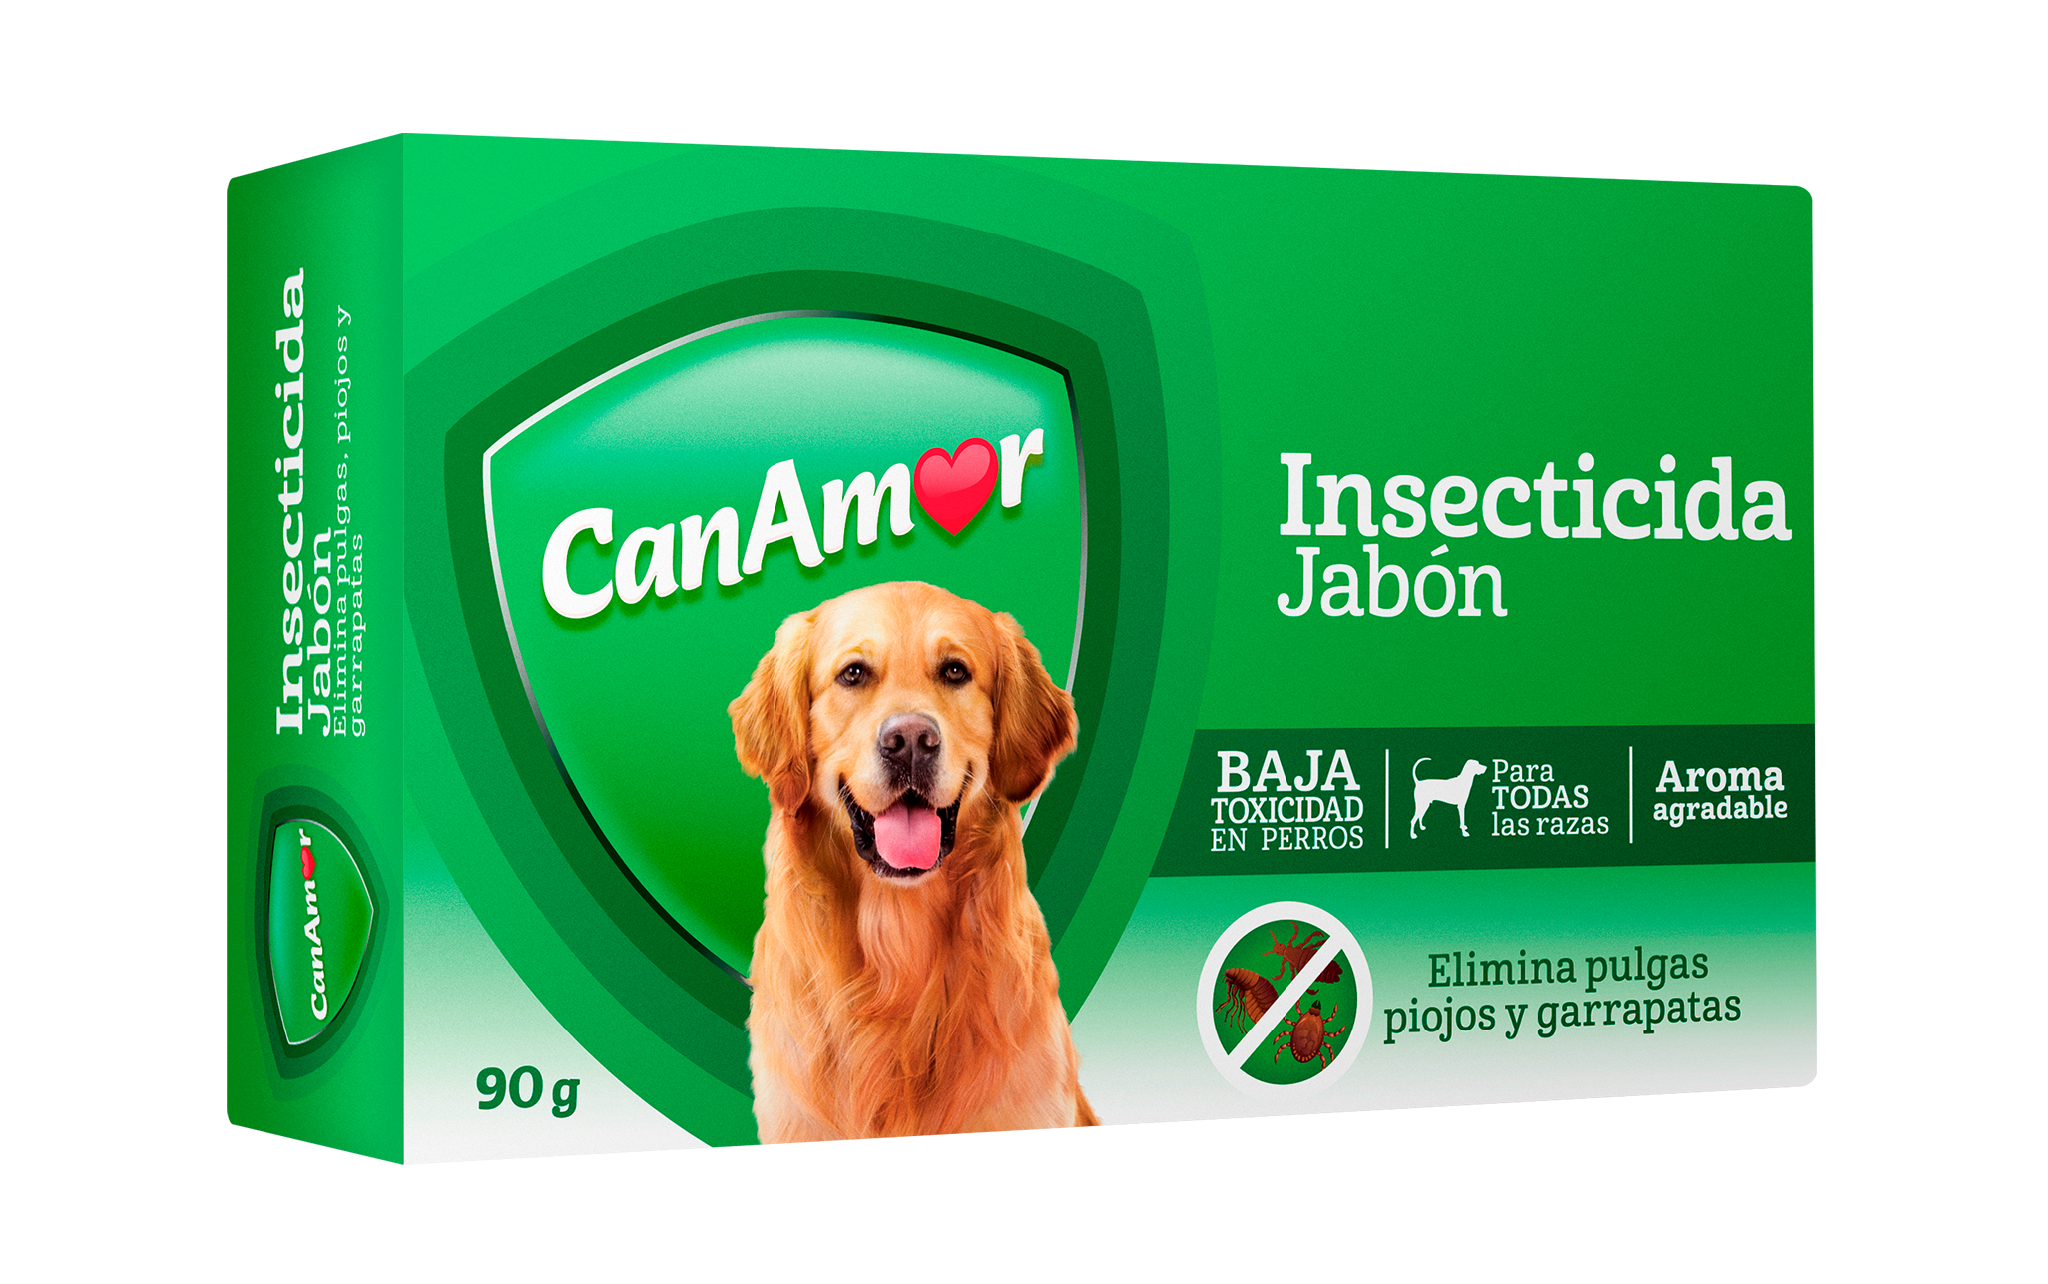 Insecticida
Jabón
Elimina pulgas, piojos y
garrapatas
CanAmor
CanAmor
90 g
Insecticida
Jabón
BAJA
TOXICIDAD
EN PERROS
Para
TODAS
las razas
Aroma
agradable
Elimina pulgas
piojos y garrapatas